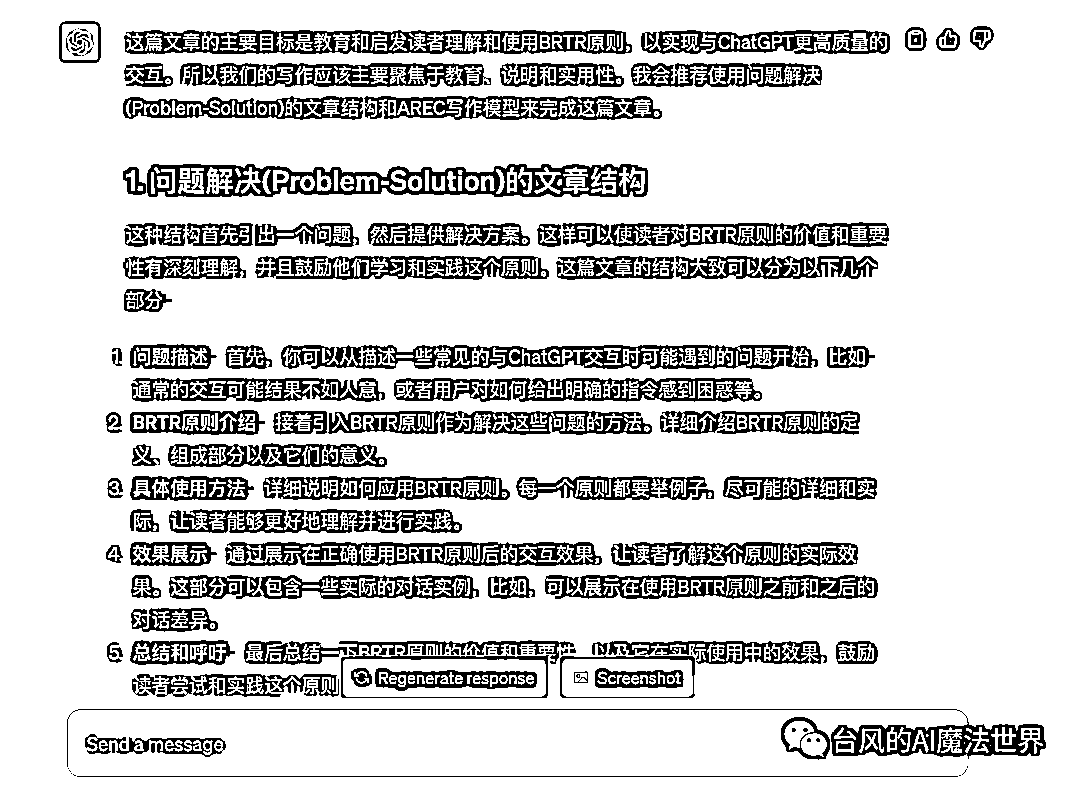 这篇文章的主要目标是教育和启发读者理解和使用BRTR原则，以实现与ChatGPT更高质量的
交互。所以我们的写作应该主要聚焦于教育、说明和实用性。我会推荐使用问题解决
(Problem-Solution)的文章结构和AREC写作模型来完成这篇文章。
1. 问题解决(Problem-Solution)的文章结构
这种结构首先引出一个问题，然后提供解决方案。这样可以使读者对BRTR原则的价值和重要
性有深刻理解，并且鼓励他们学习和实践这个原则。这篇文章的结构大致可以分为以下几个
部分-
1 问题描述- 首先，你可以从描述一些常见的与ChatGPT交互时可能遇到的问题开始，比如-
通常的交互可能结果不如人意，或者用户对如何给出明确的指令感到困惑等。
2 BRTR原则介绍- 接着引入BRTR原则作为解决这些问题的方法。详细介绍BRTR原则的定
义、组成部分以及它们的意义。
3 具体使用方法- 详细说明如何应用BRTR原则。每一个原则都要举例子，尽可能的详细和实
际，让读者能够更好地理解并进行实践。
4 效果展示- 通过展示在正确使用BRTR原则后的交互效果，让读者了解这个原则的实际效
果。这部分可以包含一些实际的对话实例，比如，可以展示在使用BRTR原则之前和之后的
对话差异。
5 总结和呼吁- 最后总结一下BRTR原则的价值和重要性，以及它在实际使用中的效果，鼓励
读者尝试和实践这个原则
Regenerate response
Screenshot
Send a message
台风的AI魔法世界